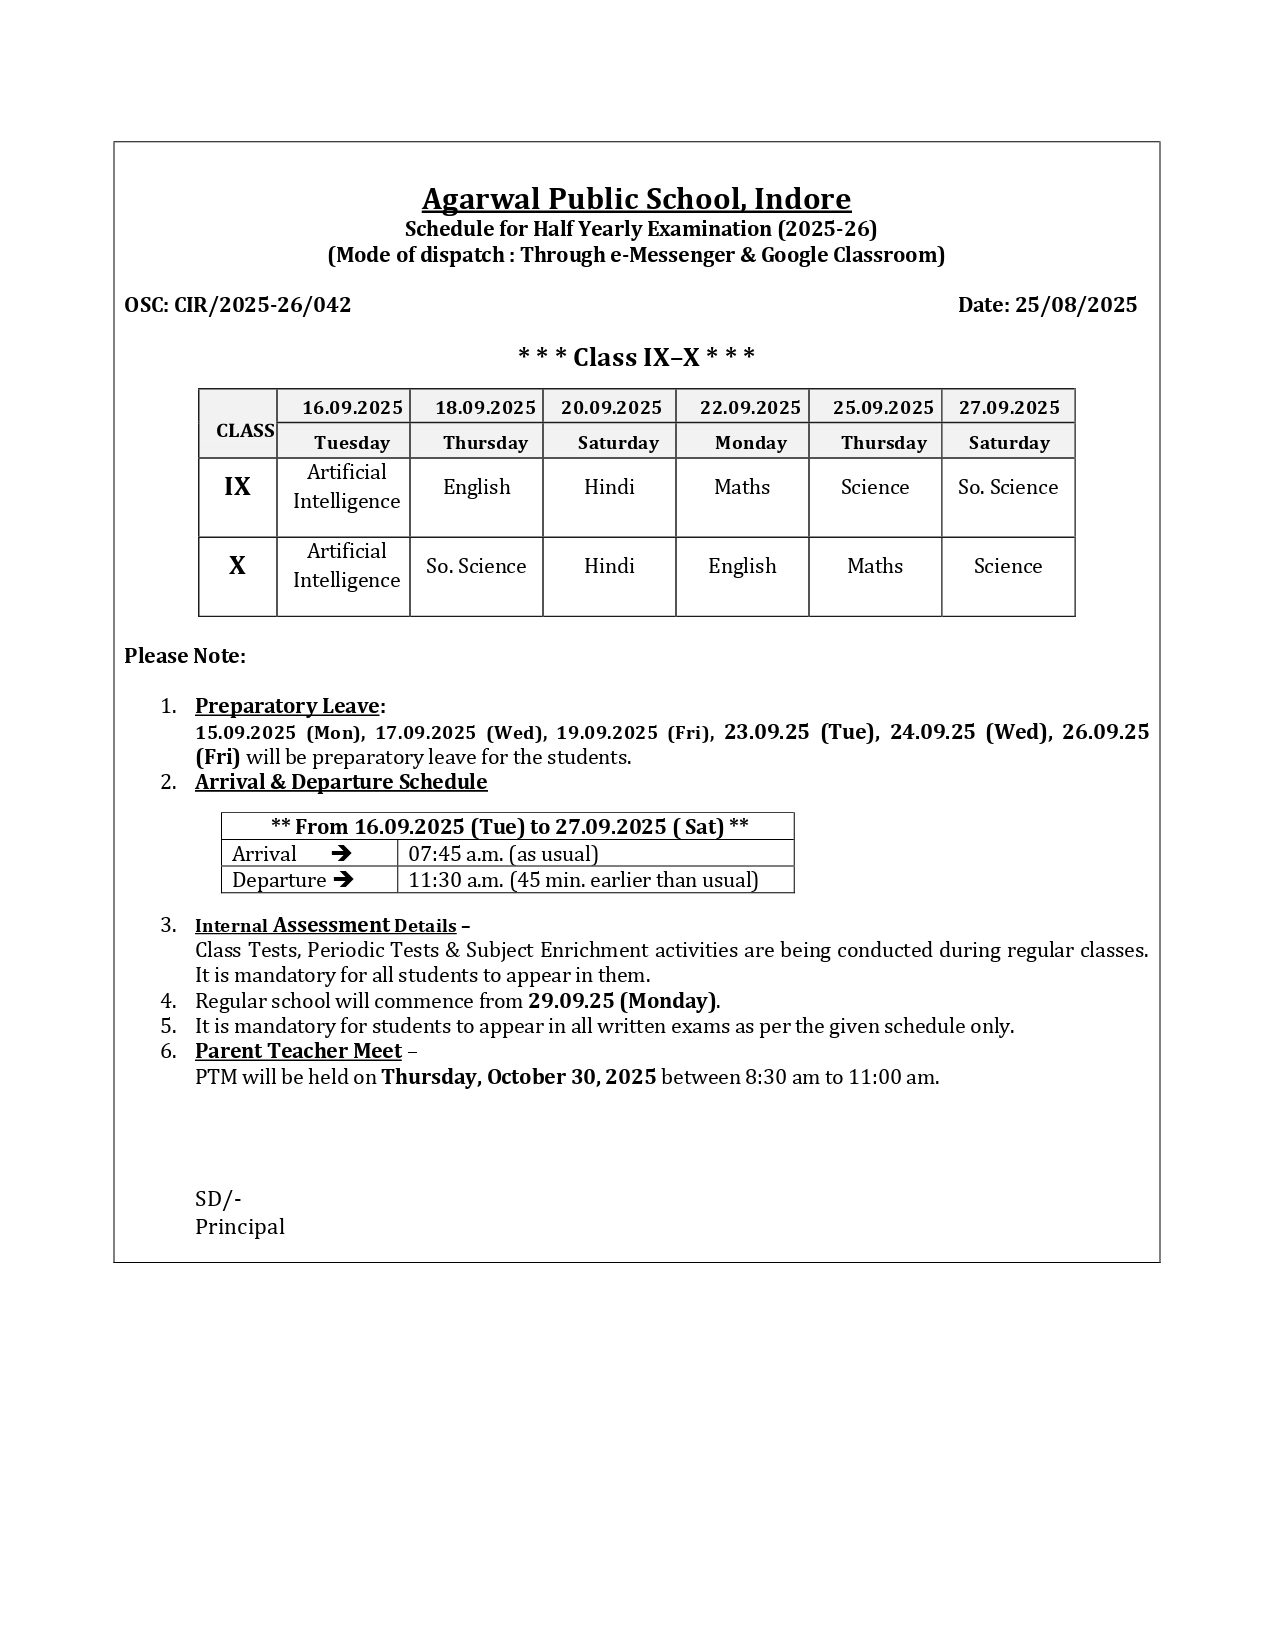 Agarwal Public School, Indore
Schedule for Half Yearly Examination (2025-26)
(Mode of dispatch : Through e-Messenger & Google Classroom)
OSC: CIR/2025-26/042 Date: 25/08/2025
* * * Class IX–X * * *
CLASS 16.09.2025 18.09.2025 20.09.2025 22.09.2025 25.09.2025 27.09.2025
Tuesday Thursday Saturday Monday Thursday Saturday
IX Artificial Intelligence English Hindi Maths Science So. Science
X Artificial Intelligence So. Science Hindi English Maths Science
Please Note:
1. Preparatory Leave:
15.09.2025 (Mon), 17.09.2025 (Wed), 19.09.2025 (Fri), 23.09.25 (Tue), 24.09.25 (Wed), 26.09.25
(Fri) will be preparatory leave for the students.
2. Arrival & Departure Schedule
** From 16.09.2025 (Tue) to 27.09.2025 ( Sat) **
Arrival ➔ 07:45 a.m. (as usual)
Departure ➔ 11:30 a.m. (45 min. earlier than usual)
3. Internal Assessment Details –
Class Tests, Periodic Tests & Subject Enrichment activities are being conducted during regular classes.
It is mandatory for all students to appear in them.
4. Regular school will commence from 29.09.25 (Monday).
5. It is mandatory for students to appear in all written exams as per the given schedule only.
6. Parent Teacher Meet –
PTM will be held on Thursday, October 30, 2025 between 8:30 am to 11:00 am.
SD/-
Principal